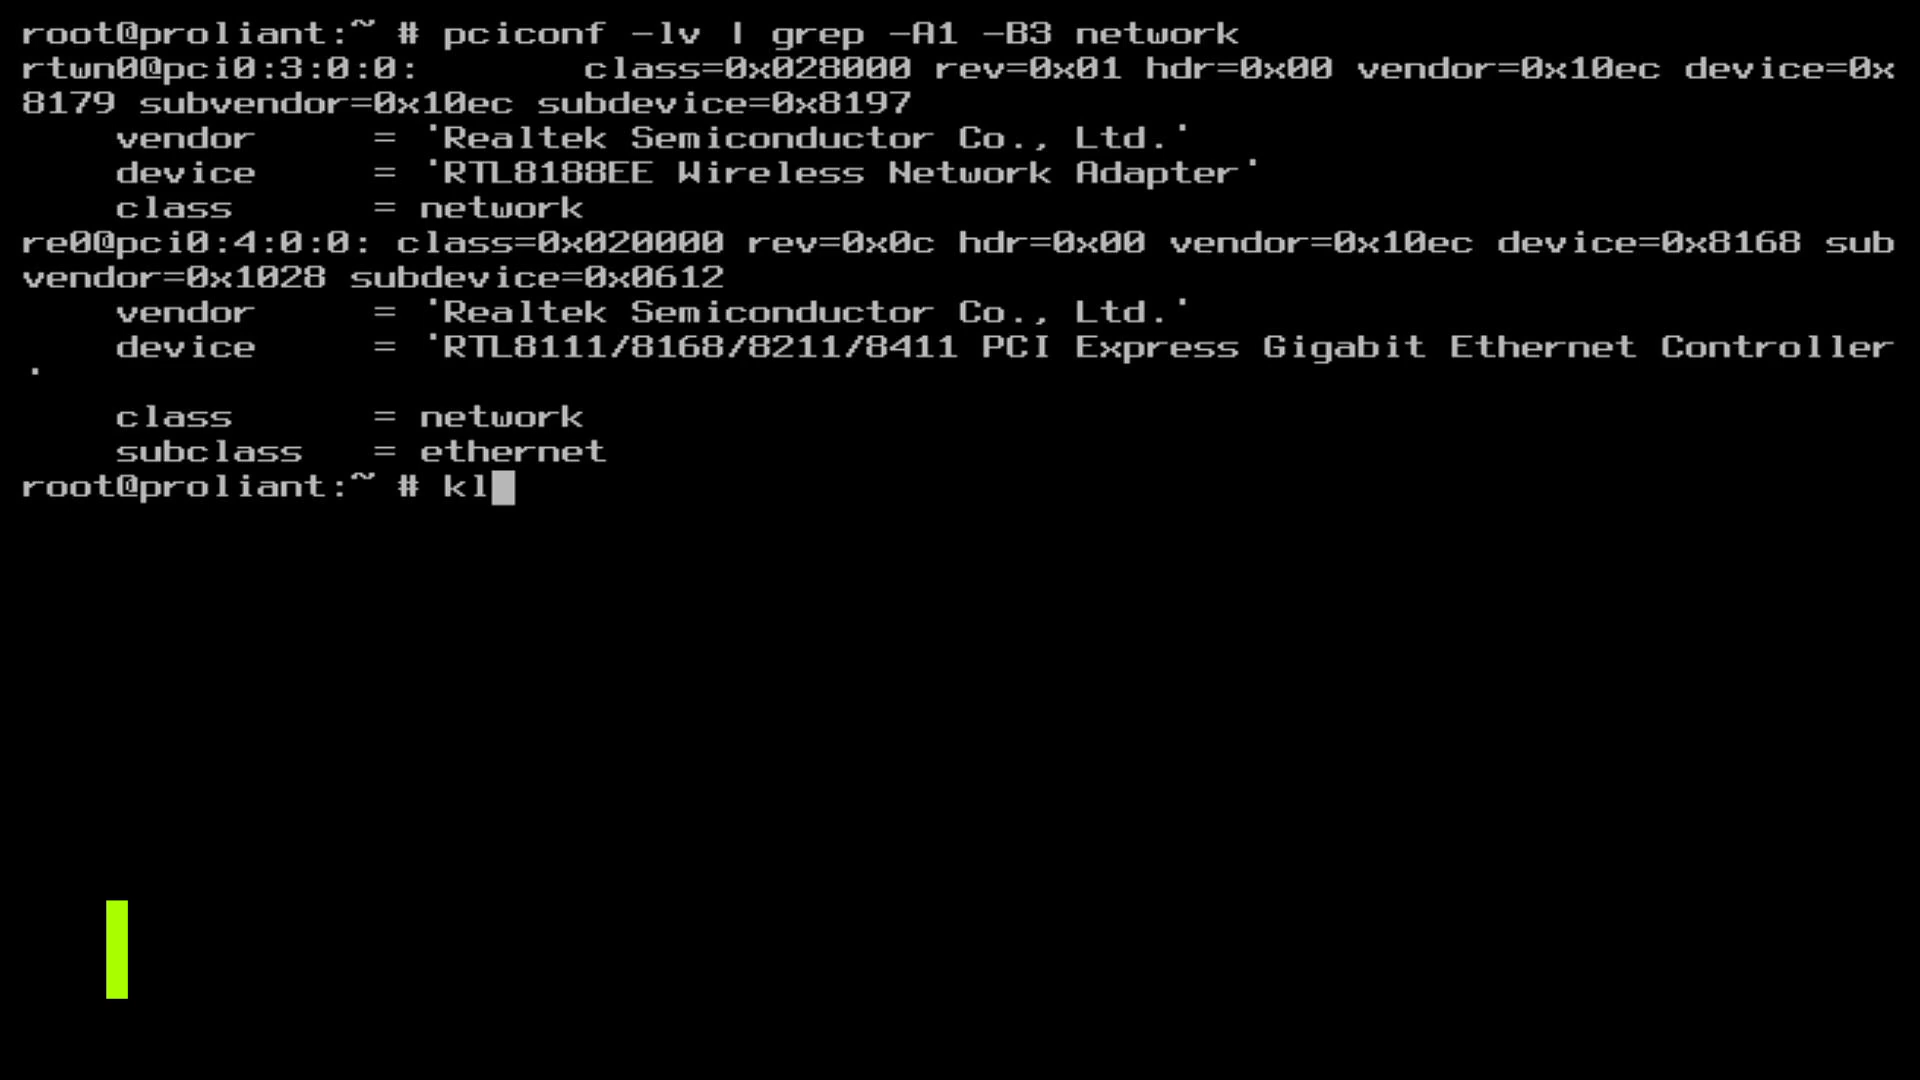 root@proliant:~ # pciconf -lv | grep -A1 -B3 network
rtwn0@pci0:3:0:0:       class=0x028000 rev=0x01 hdr=0x00 vendor=0x10ec device=0x
8179 subvendor=0x10ec subdevice=0x8197
    vendor     = 'Realtek Semiconductor Co., Ltd.'
    device     = 'RTL8188EE Wireless Network Adapter'
    class      = network
re0@pci0:4:0:0: class=0x020000 rev=0x0c hdr=0x00 vendor=0x10ec device=0x8168 sub
vendor=0x1028 subdevice=0x0612
    vendor     = 'Realtek Semiconductor Co., Ltd.'
    device     = 'RTL8111/8168/8211/8411 PCI Express Gigabit Ethernet Controller
'
    class      = network
    subclass   = ethernet
root@proliant:~ # kl